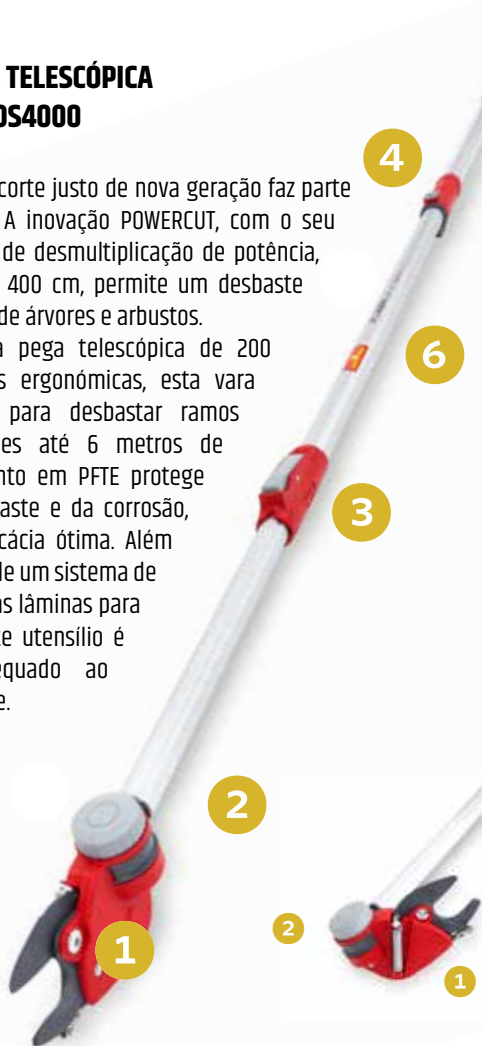 TELESCÓPICA
DS4000
corte justo de nova geração faz parte
A inovação POWERCUT, com o seu
de desmultiplicação de potência,
400 cm, permite um desbaste
de árvores e arbustos.
a pega telescópica de 200
s ergonómicas, esta vara
para desbastar ramos
es até 6 metros de
nto em PFTE protege
aste e da corrosão,
cácia ótima. Além
de um sistema de
as lâminas para
te utensílio é
equado ao
e.
4
6
3
2
1
2
1